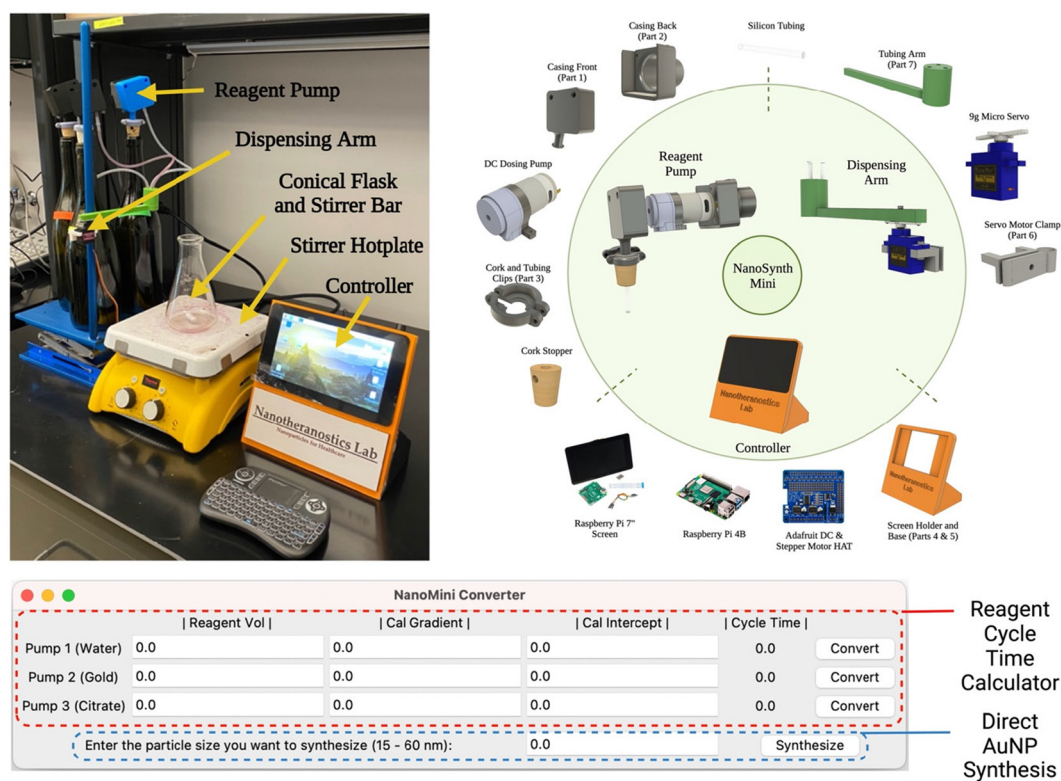 Reagent Pump
Dispensing Arm
Conical Flask
and Stirrer Bar
Stirrer Hotplate
Controller
Nanotheranostics Lab
Nanoparticles for Healthcare
Casing Front
(Part 1)
Casing Back
(Part 2)
Silicon Tubing
Tubing Arm
(Part 7)
9g Micro Servo
DC Dosing Pump
Reagent
Pump
Dispensing
Arm
Servo Motor Clamp
(Part 6)
Cork and Tubing
Clips (Part 3)
NanoSynth
Mini
Cork Stopper
Nanotheranostics
Lab
Controller
Nanotheranostics
Lab
Raspberry Pi 7"
Screen
Raspberry Pi 4B
Adafruit DC &
Stepper Motor HAT
Screen Holder and
Base (Parts 4 & 5)
NanoMini Converter
| Reagent Vol | | Cal Gradient | | Cal Intercept | | Cycle Time |
Pump 1 (Water) 0.0 0.0 0.0 0.0 Convert
Pump 2 (Gold) 0.0 0.0 0.0 0.0 Convert
Pump 3 (Citrate) 0.0 0.0 0.0 0.0 Convert
Enter the particle size you want to synthesize (15 - 60 nm): 0.0 Synthesize
Reagent
Cycle
Time
Calculator
Direct
AuNP
Synthesis